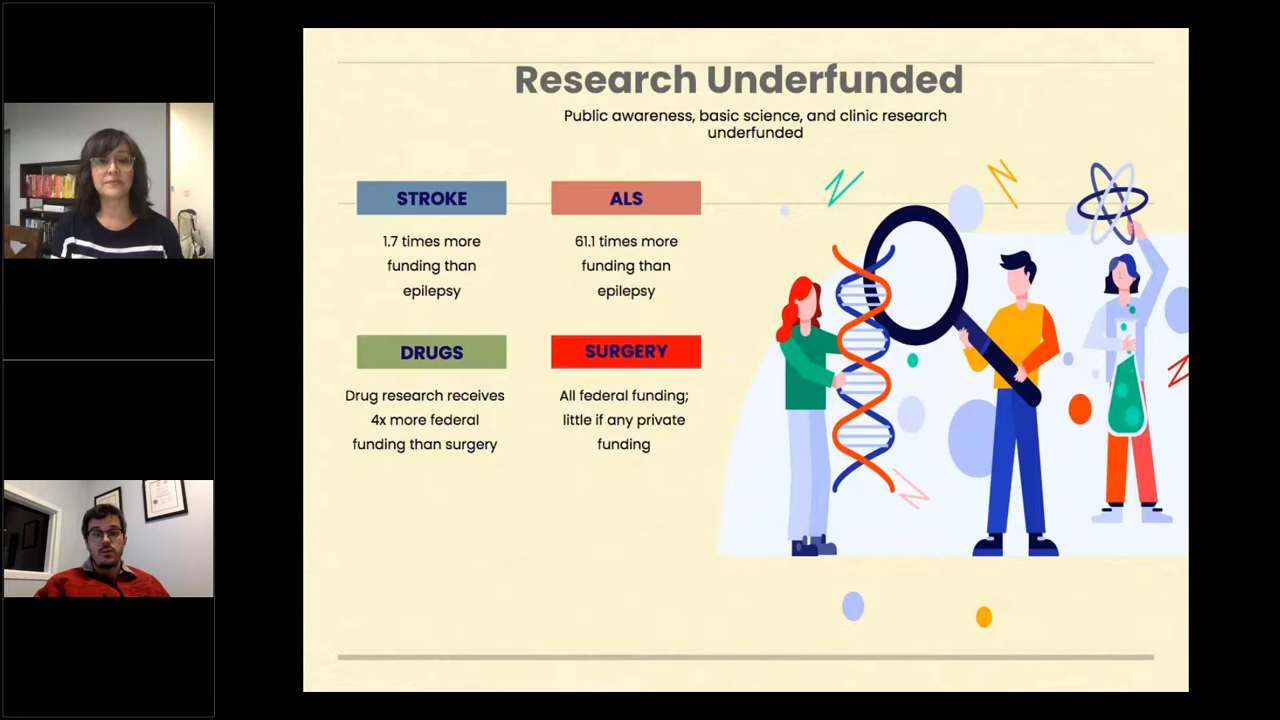 Research Underfunded
Public awareness, basic science, and clinic research
underfunded
STROKE
1.7 times more
funding than
epilepsy
ALS
61.1 times more
funding than
epilepsy
DRUGS
Drug research receives
4x more federal
funding than surgery
SURGERY
All federal funding;
little if any private
funding